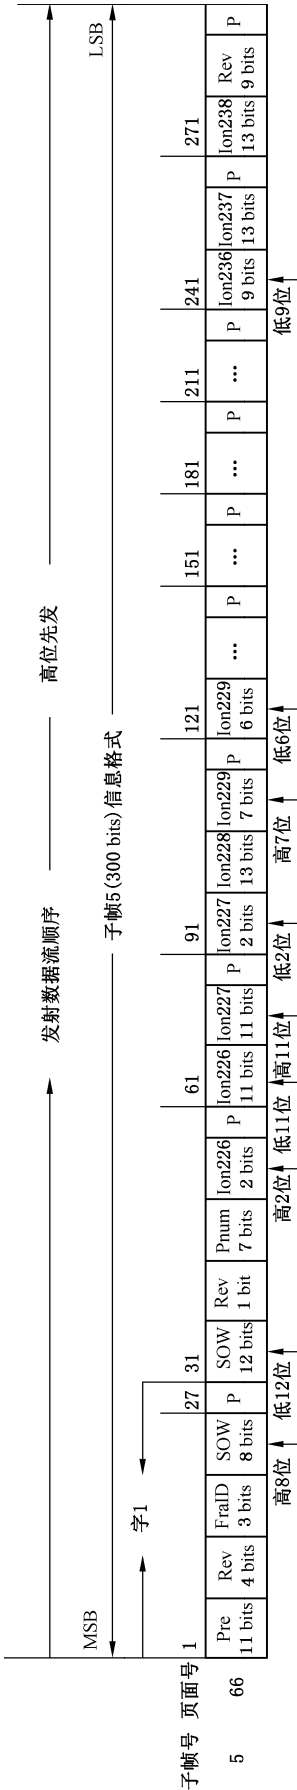 发射数据流顺序 高位先发
MSB 子帧5(300 bits)信息格式 LSB
字1
子帧号 页面号 1 27 31 61 91 121 151 181 211 241 271
Pre Rev FraID SOW P SOW Rev Pnum Ion226 P Ion226 Ion227 P Ion227 Ion228 Ion229 P Ion229 … P … P … P … P Ion236 Ion237 P Ion238 Rev P
5 66 11 bits 4 bits 3 bits 8 bits 12 bits 1 bit 7 bits 2 bits 11 bits 11 bits 2 bits 13 bits 7 bits 6 bits 9 bits 13 bits 13 bits 9 bits
高8位 低12位 高2位 低11位 高11位 低2位 高7位 低6位 低9位